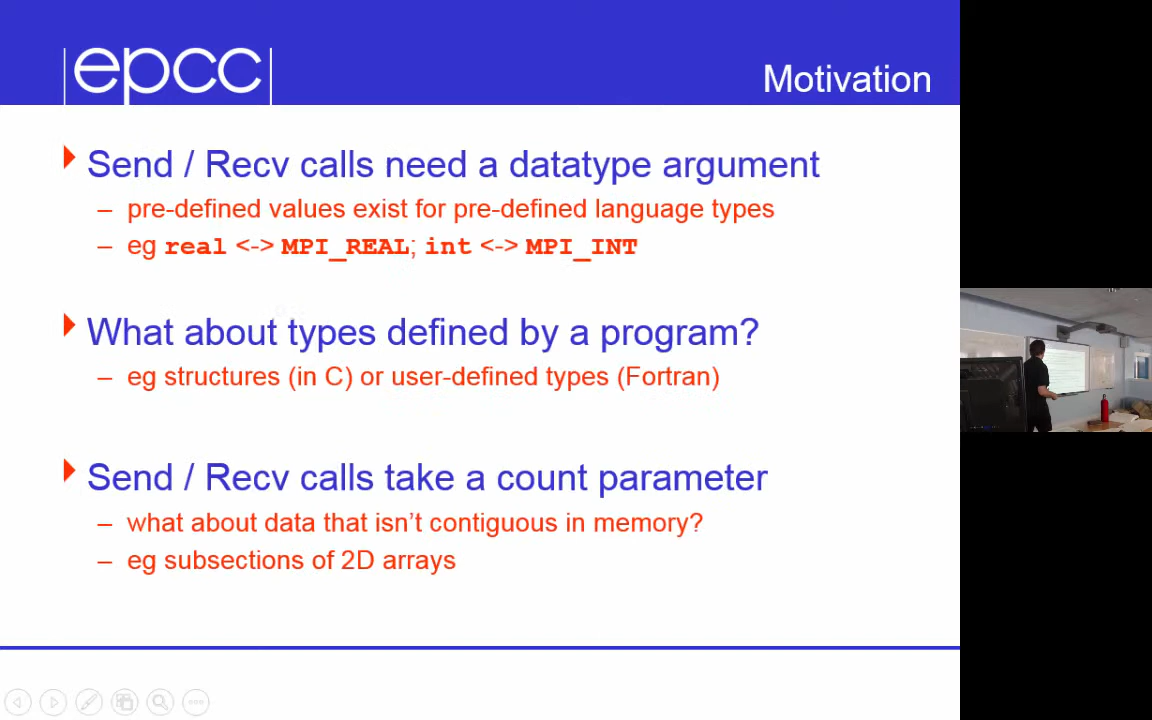 |epcc|
Motivation
Send / Recv calls need a datatype argument
– pre-defined values exist for pre-defined language types
– eg real <-> MPI_REAL; int <-> MPI_INT
What about types defined by a program?
– eg structures (in C) or user-defined types (Fortran)
Send / Recv calls take a count parameter
– what about data that isn’t contiguous in memory?
– eg subsections of 2D arrays